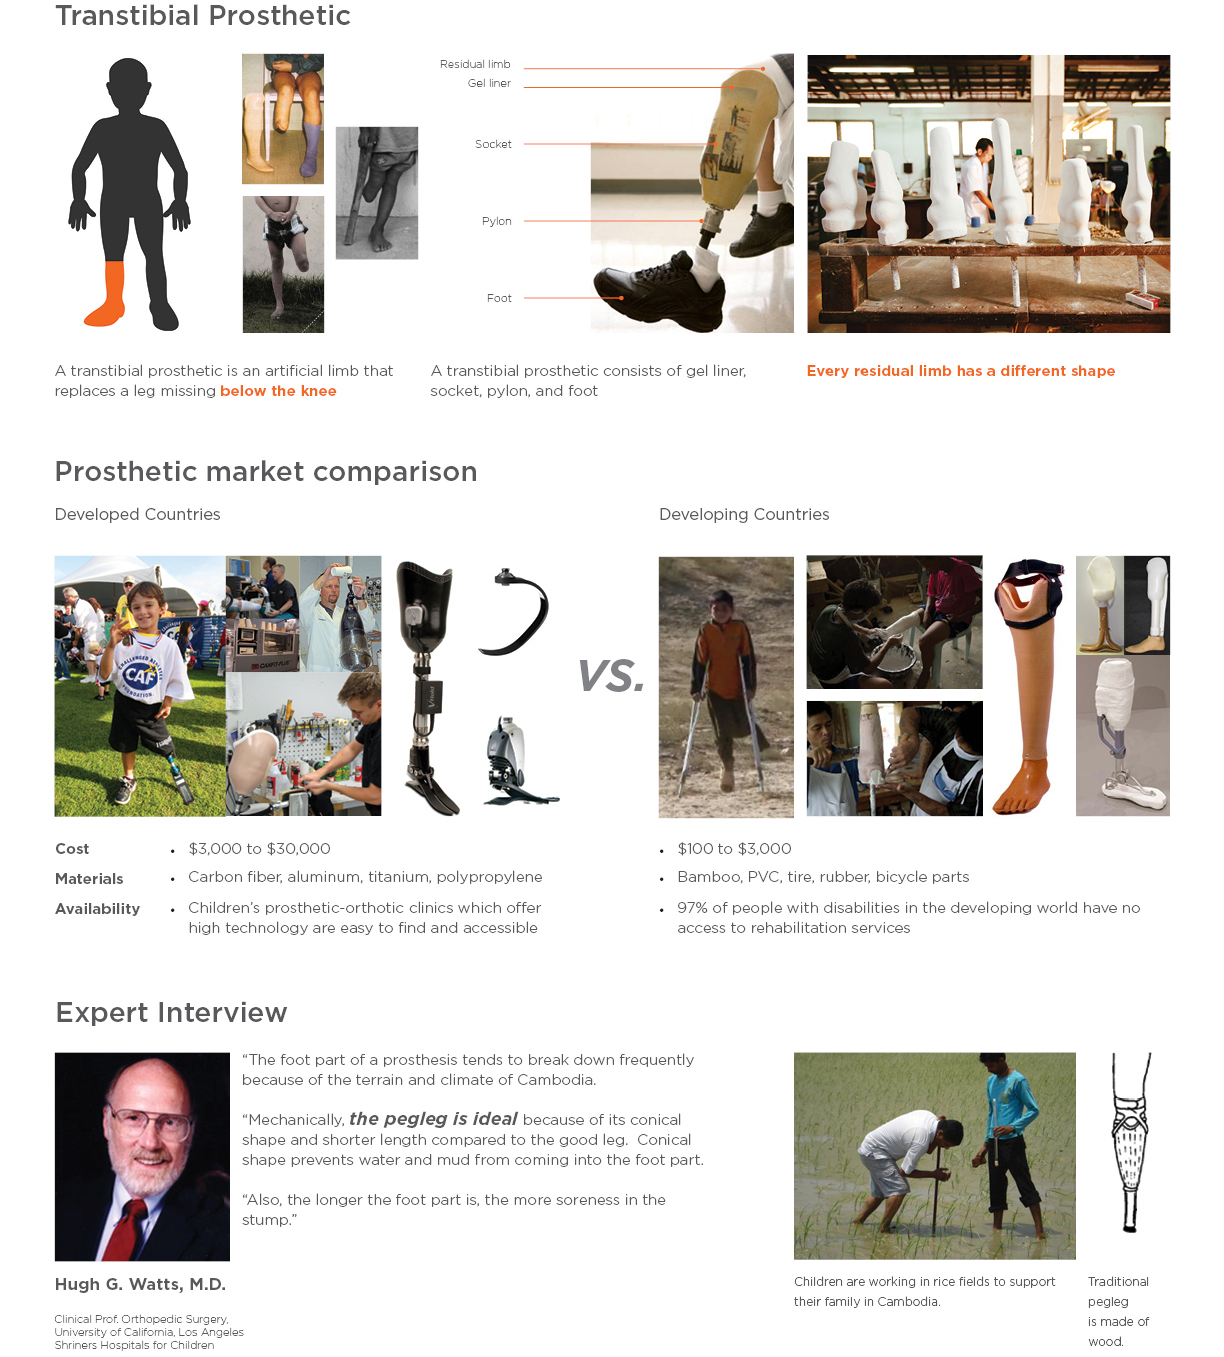 Transtibial Prosthetic
Residual limb
Gel liner
Socket
Pylon
Foot
A transtibial prosthetic is an artificial limb that
replaces a leg missing below the knee
A transtibial prosthetic consists of gel liner,
socket, pylon, and foot
Every residual limb has a different shape
Prosthetic market comparison
Developed Countries
Developing Countries
CHALLENGED ATHLETES
CAF
FOUNDATION
VS.
Cost
• $3,000 to $30,000
• $100 to $3,000
Materials
• Carbon fiber, aluminum, titanium, polypropylene
• Bamboo, PVC, tire, rubber, bicycle parts
Availability
• Children’s prosthetic-orthotic clinics which offer
high technology are easy to find and accessible
• 97% of people with disabilities in the developing world have no
access to rehabilitation services
Expert Interview
“The foot part of a prosthesis tends to break down frequently
because of the terrain and climate of Cambodia.
“Mechanically, the pegleg is ideal because of its conical
shape and shorter length compared to the good leg. Conical
shape prevents water and mud from coming into the foot part.
“Also, the longer the foot part is, the more soreness in the
stump.”
Hugh G. Watts, M.D.
Clinical Prof. Orthopedic Surgery,
University of California, Los Angeles
Shriners Hospitals for Children
Children are working in rice fields to support
their family in Cambodia.
Traditional
pegleg
is made of
wood.